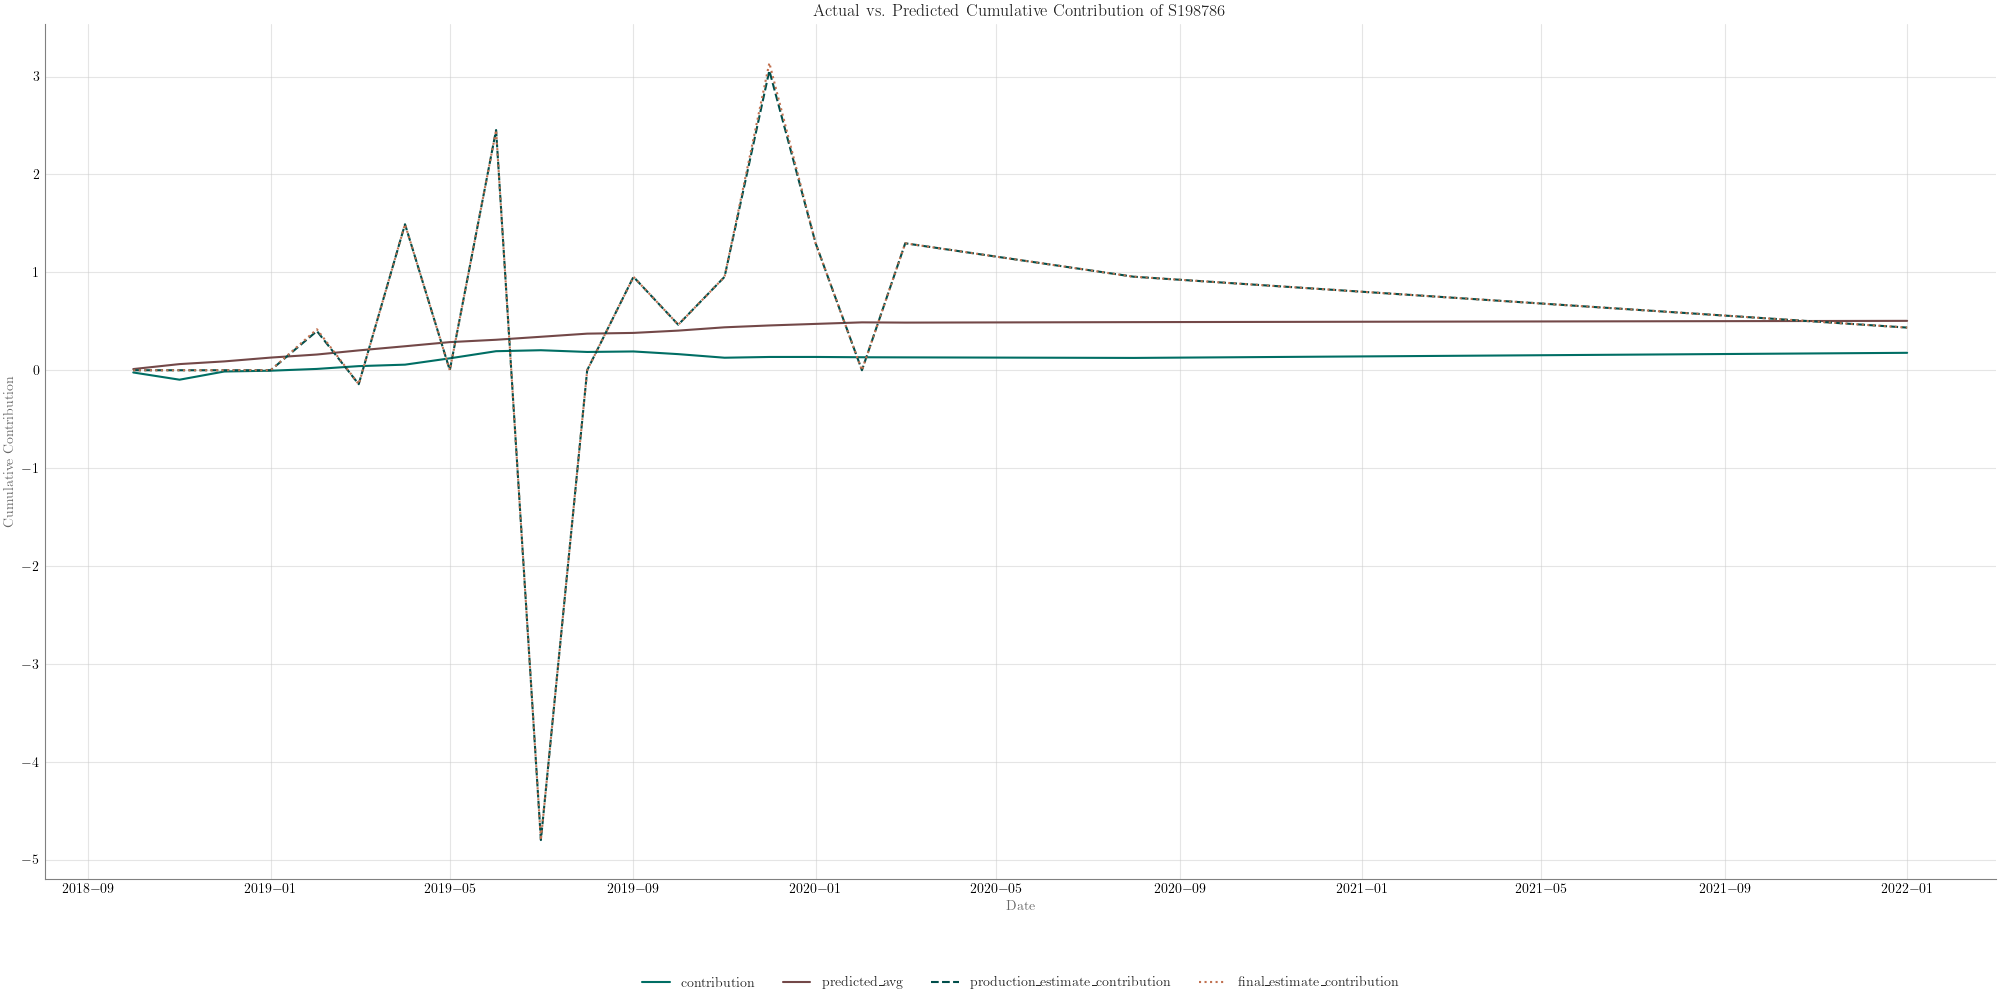 Actual vs. Predicted Cumulative Contribution of S198786
Cumulative Contribution
3
2
1
0
−1
−2
−3
−4
−5
2018−09 2019−01 2019−05 2019−09 2020−01 2020−05 2020−09 2021−01 2021−05 2021−09 2022−01
Date
contribution predicted_avg production_estimate_contribution final_estimate_contribution